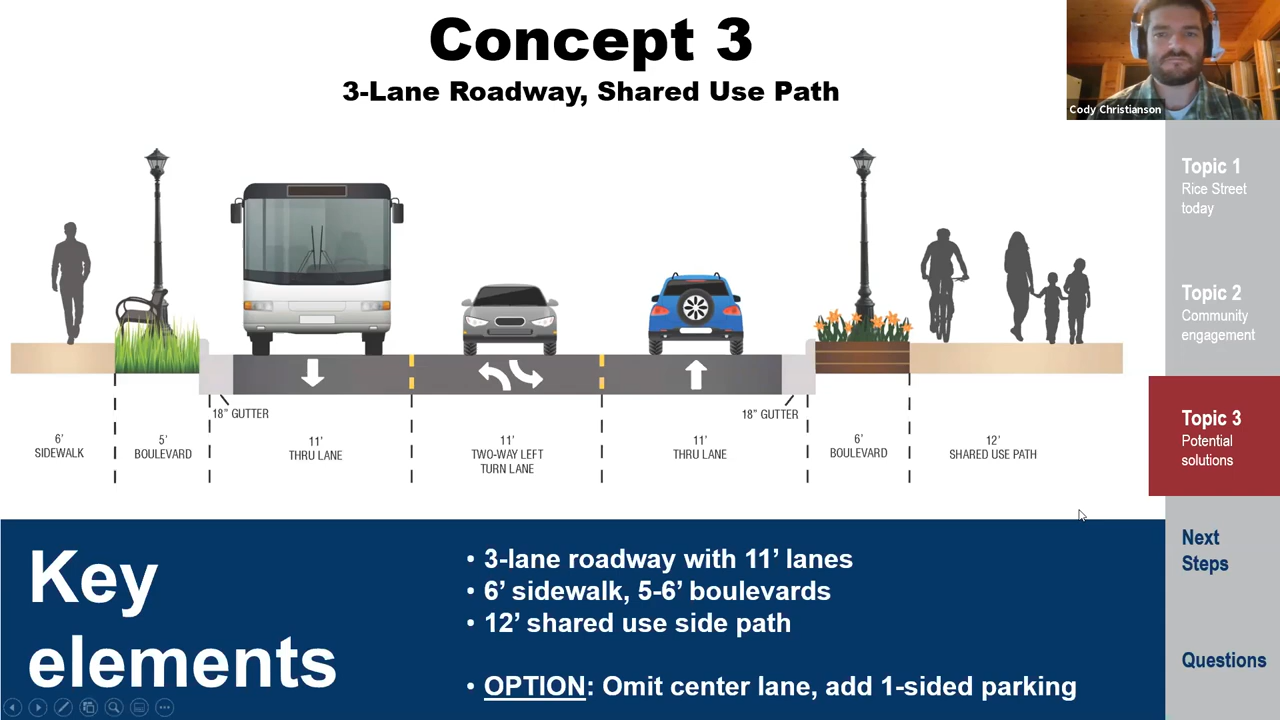 Concept 3
3-Lane Roadway, Shared Use Path
Cody Christianson
Topic 1
Rice Street
today
Topic 2
Community
engagement
Topic 3
Potential
solutions
Next
Steps
Questions
18” GUTTER
18” GUTTER
6’
SIDEWALK
5’
BOULEVARD
11’
THRU LANE
11’
TWO-WAY LEFT
TURN LANE
11’
THRU LANE
6’
BOULEVARD
12’
SHARED USE PATH
Key
elements
• 3-lane roadway with 11’ lanes
• 6’ sidewalk, 5-6’ boulevards
• 12’ shared use side path
• OPTION: Omit center lane, add 1-sided parking